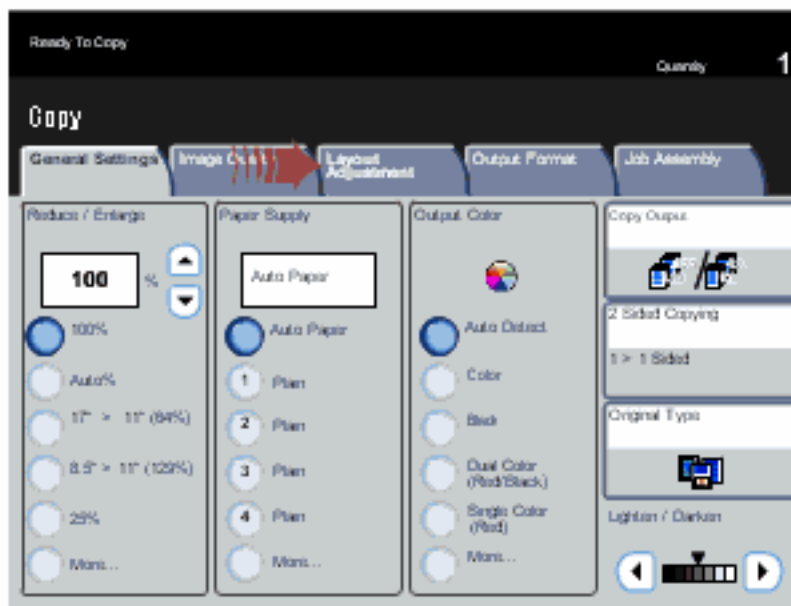 Ready To Copy
Quantity 1
Copy
General Settings
Image
Layout
Adjustment
Output Format
Job Assembly
Reduce / Enlarge
100 %
100%
Auto%
17" > 11" (64%)
8.5" > 11" (129%)
25%
More...
Paper Supply
Auto Paper
Auto Paper
1 Plain
2 Plain
3 Plain
4 Plain
More...
Output Color
Auto Detect
Color
Black
Dual Color
(Red/Black)
Single Color
(Red)
More...
Copy Output
2 Sided Copying
1 > 1 Sided
Original Type
Lighten / Darken